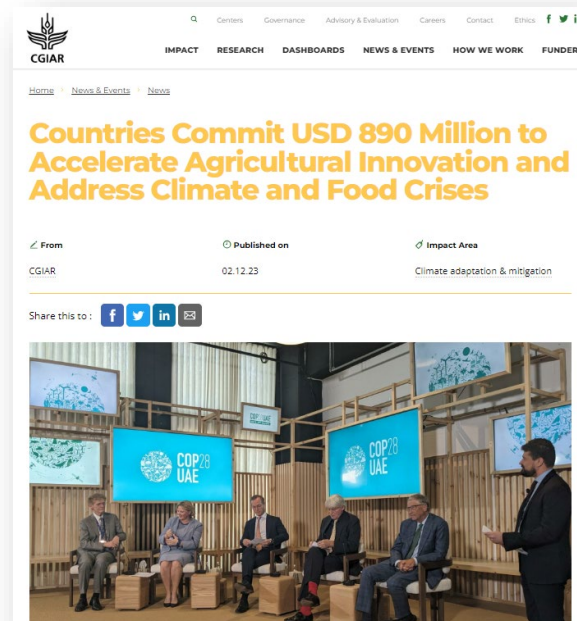 Centers Governance Advisory & Evaluation Careers Contact Ethics
CGIAR
IMPACT RESEARCH DASHBOARDS NEWS & EVENTS HOW WE WORK FUNDER
Home News & Events News
Countries Commit USD 890 Million to
Accelerate Agricultural Innovation and
Address Climate and Food Crises
From Published on Impact Area
CGIAR 02.12.23 Climate adaptation & mitigation
Share this to :
COP28
UAE
COP28
UAE
COP28
UAE